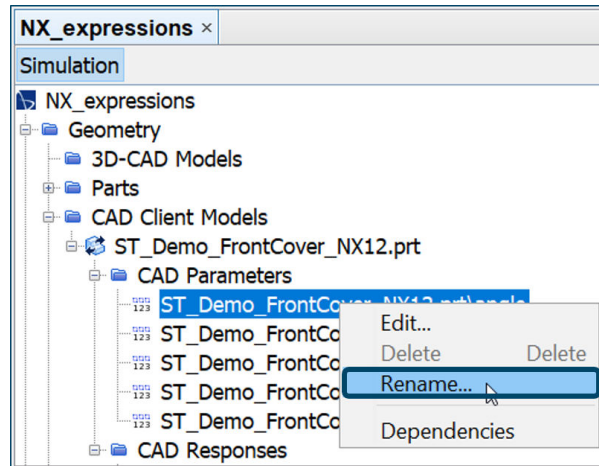 NX_expressions ×
Simulation
NX_expressions
Geometry
3D-CAD Models
Parts
CAD Client Models
ST_Demo_FrontCover_NX12.prt
CAD Parameters
ST_Demo_FrontCover_NX12.prt\angle
Edit...
ST_Demo_FrontCo
Delete Delete
ST_Demo_FrontCo
Rename...
ST_Demo_FrontCo
ST_Demo_FrontCo
Dependencies
CAD Responses